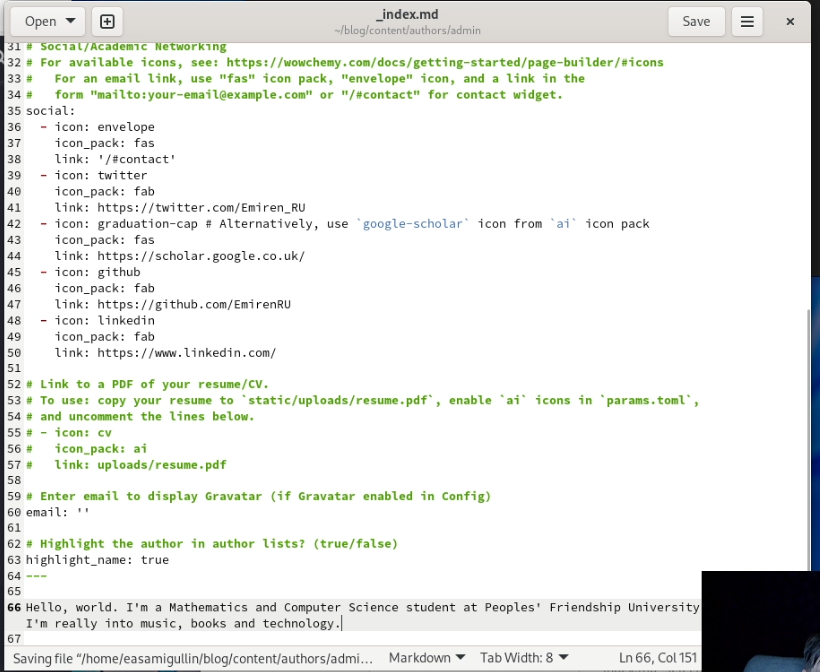 Open
_index.md
~/blog/content/authors/admin
Save
31 # Social/Academic Networking
32 # For available icons, see: https://wowchemy.com/docs/getting-started/page-builder/#icons
33 #   For an email link, use "fas" icon pack, "envelope" icon, and a link in the
34 #   form "mailto:your-email@example.com" or "/#contact" for contact widget.
35 social:
36   - icon: envelope
37     icon_pack: fas
38     link: '/#contact'
39   - icon: twitter
40     icon_pack: fab
41     link: https://twitter.com/Emiren_RU
42   - icon: graduation-cap # Alternatively, use `google-scholar` icon from `ai` icon pack
43     icon_pack: fas
44     link: https://scholar.google.co.uk/
45   - icon: github
46     icon_pack: fab
47     link: https://github.com/EmirenRU
48   - icon: linkedin
49     icon_pack: fab
50     link: https://www.linkedin.com/
51
52 # Link to a PDF of your resume/CV.
53 # To use: copy your resume to `static/uploads/resume.pdf`, enable `ai` icons in `params.toml`,
54 # and uncomment the lines below.
55 # - icon: cv
56 #   icon_pack: ai
57 #   link: uploads/resume.pdf
58
59 # Enter email to display Gravatar (if Gravatar enabled in Config)
60 email: ''
61
62 # Highlight the author in author lists? (true/false)
63 highlight_name: true
64 ---
65
66 Hello, world. I'm a Mathematics and Computer Science student at Peoples' Friendship University
I'm really into music, books and technology.
67
Saving file “/home/easamigullin/blog/content/authors/admi… Markdown Tab Width: 8 Ln 66, Col 151